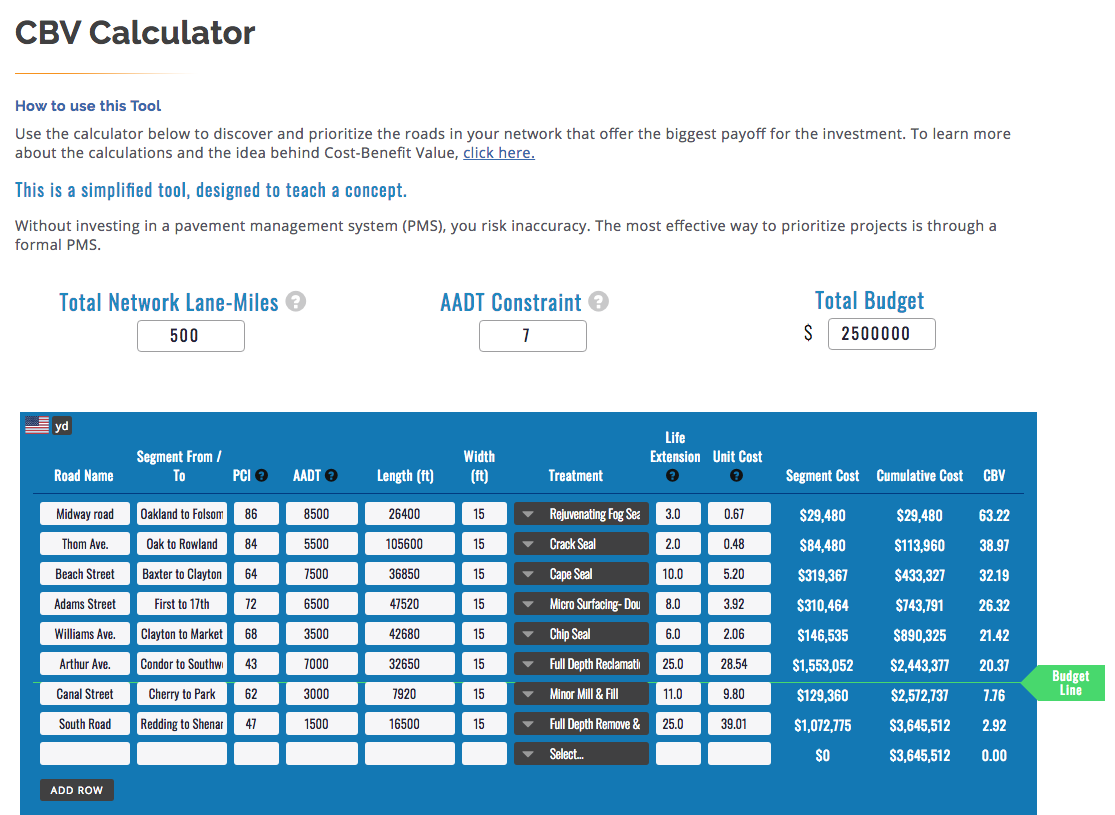 CBV Calculator
How to use this Tool
Use the calculator below to discover and prioritize the roads in your network that offer the biggest payoff for the investment. To learn more
about the calculations and the idea behind Cost-Benefit Value, click here.
This is a simplified tool, designed to teach a concept.
Without investing in a pavement management system (PMS), you risk inaccuracy. The most effective way to prioritize projects is through a
formal PMS.
Total Network Lane-Miles ? AADT Constraint ? Total Budget
500 7 $ 2500000
yd
Road Name Segment From / To PCI ? AADT ? Length (ft) Width (ft) Treatment Life Extension ? Unit Cost ? Segment Cost Cumulative Cost CBV
Midway road Oakland to Folsom 86 8500 26400 15 Rejuvenating Fog Sea 3.0 0.67 $29,480 $29,480 63.22
Thom Ave. Oak to Rowland 84 5500 105600 15 Crack Seal 2.0 0.48 $84,480 $113,960 38.97
Beach Street Baxter to Clayton 64 7500 36850 15 Cape Seal 10.0 5.20 $319,367 $433,327 32.19
Adams Street First to 17th 72 6500 47520 15 Micro Surfacing- Dou 8.0 3.92 $310,464 $743,791 26.32
Williams Ave. Clayton to Market 68 3500 42680 15 Chip Seal 6.0 2.06 $146,535 $890,325 21.42
Arthur Ave. Condor to Southw 43 7000 32650 15 Full Depth Reclamati 25.0 28.54 $1,553,052 $2,443,377 20.37
Budget
Line
Canal Street Cherry to Park 62 3000 7920 15 Minor Mill & Fill 11.0 9.80 $129,360 $2,572,737 7.76
South Road Redding to Shenar 47 1500 16500 15 Full Depth Remove & 25.0 39.01 $1,072,775 $3,645,512 2.92
Select... $0 $3,645,512 0.00
ADD ROW